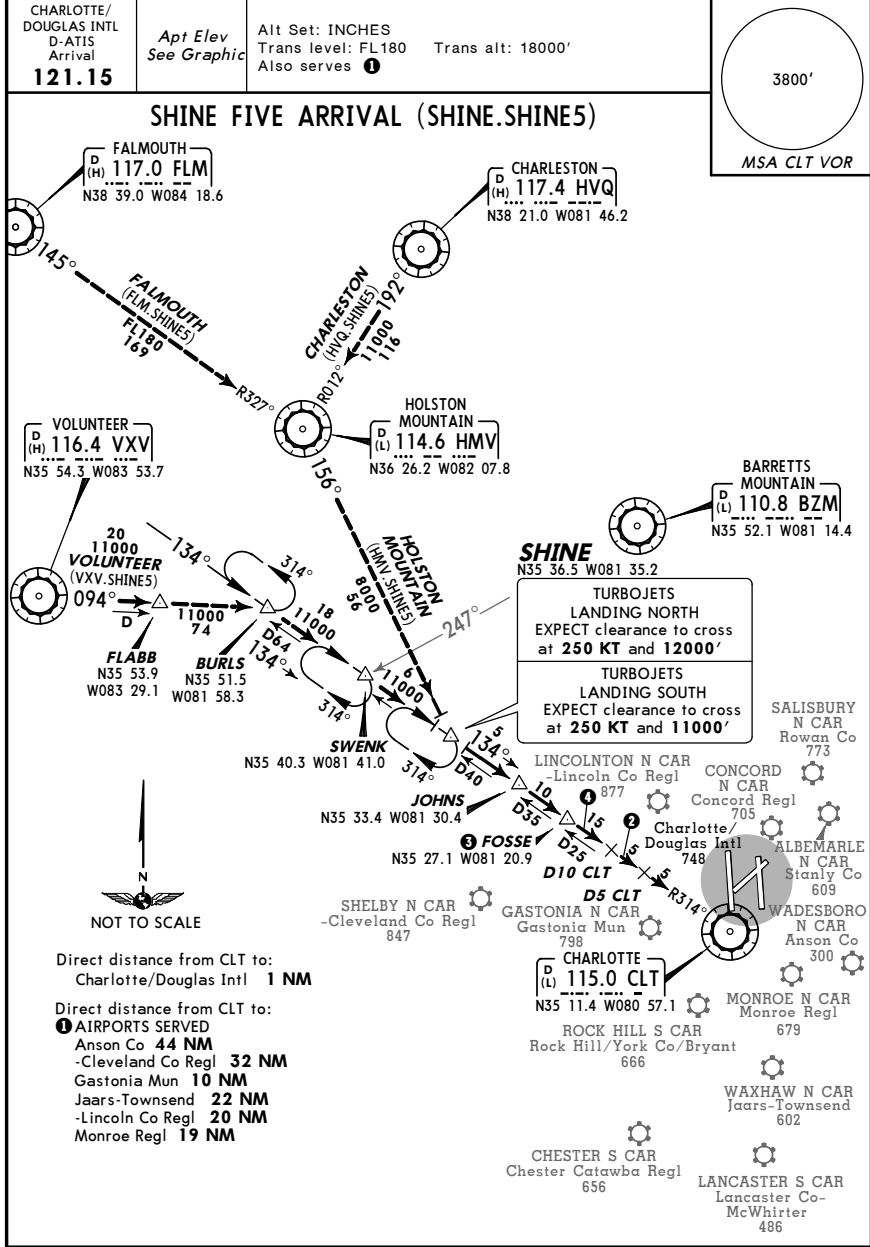 CHARLOTTE/
DOUGLAS INTL
D-ATIS
Arrival
121.15
Apt Elev
See Graphic
Alt Set: INCHES
Trans level: FL180 Trans alt: 18000'
Also serves ❶
3800'
MSA CLT VOR
SHINE FIVE ARRIVAL (SHINE.SHINE5)
FALMOUTH
D
(H) 117.0 FLM
N38 39.0 W084 18.6
CHARLESTON
D
(H) 117.4 HVQ
N38 21.0 W081 46.2
145°
FALMOUTH
(FLM.SHINE5)
FL180
169
R327°
192°
CHARLESTON
(HVQ.SHINE5)
11000
116
R012°
VOLUNTEER
D
(H) 116.4 VXV
N35 54.3 W083 53.7
HOLSTON
MOUNTAIN
D
(L) 114.6 HMV
N36 26.2 W082 07.8
BARRETTS
MOUNTAIN
D
(L) 110.8 BZM
N35 52.1 W081 14.4
156°
HOLSTON
MOUNTAIN
(HMV.SHINE5)
8000
56
20
11000
VOLUNTEER
(VXV.SHINE5)
094°
D
FLABB
N35 53.9
W083 29.1
11000
74
134°
314°
BURLS
N35 51.5
W081 58.3
18
11000
D64
134°
314°
SWENK
N35 40.3 W081 41.0
247°
6
11000
314°
SHINE
N35 36.5 W081 35.2
TURBOJETS
LANDING NORTH
EXPECT clearance to cross
at 250 KT and 12000'
TURBOJETS
LANDING SOUTH
EXPECT clearance to cross
at 250 KT and 11000'
5
134°
D40
JOHNS
N35 33.4 W081 30.4
10
D35
❸ FOSSE
N35 27.1 W081 20.9
❹
15
D25
D10 CLT
❷
5
D5 CLT
5
R314°
LINCOLNTON N CAR
-Lincoln Co Regl
877
SALISBURY
N CAR
Rowan Co
773
CONCORD
N CAR
Concord Regl
705
Charlotte/
Douglas Intl
748
ALBEMARLE
N CAR
Stanly Co
609
WADESBORO
N CAR
Anson Co
300
SHELBY N CAR
-Cleveland Co Regl
847
GASTONIA N CAR
Gastonia Mun
798
CHARLOTTE
D
(L) 115.0 CLT
N35 11.4 W080 57.1
MONROE N CAR
Monroe Regl
679
ROCK HILL S CAR
Rock Hill/York Co/Bryant
666
WAXHAW N CAR
Jaars-Townsend
602
CHESTER S CAR
Chester Catawba Regl
656
LANCASTER S CAR
Lancaster Co-
McWhirter
486
N
NOT TO SCALE
Direct distance from CLT to:
Charlotte/Douglas Intl 1 NM
Direct distance from CLT to:
❶ AIRPORTS SERVED
Anson Co 44 NM
-Cleveland Co Regl 32 NM
Gastonia Mun 10 NM
Jaars-Townsend 22 NM
-Lincoln Co Regl 20 NM
Monroe Regl 19 NM